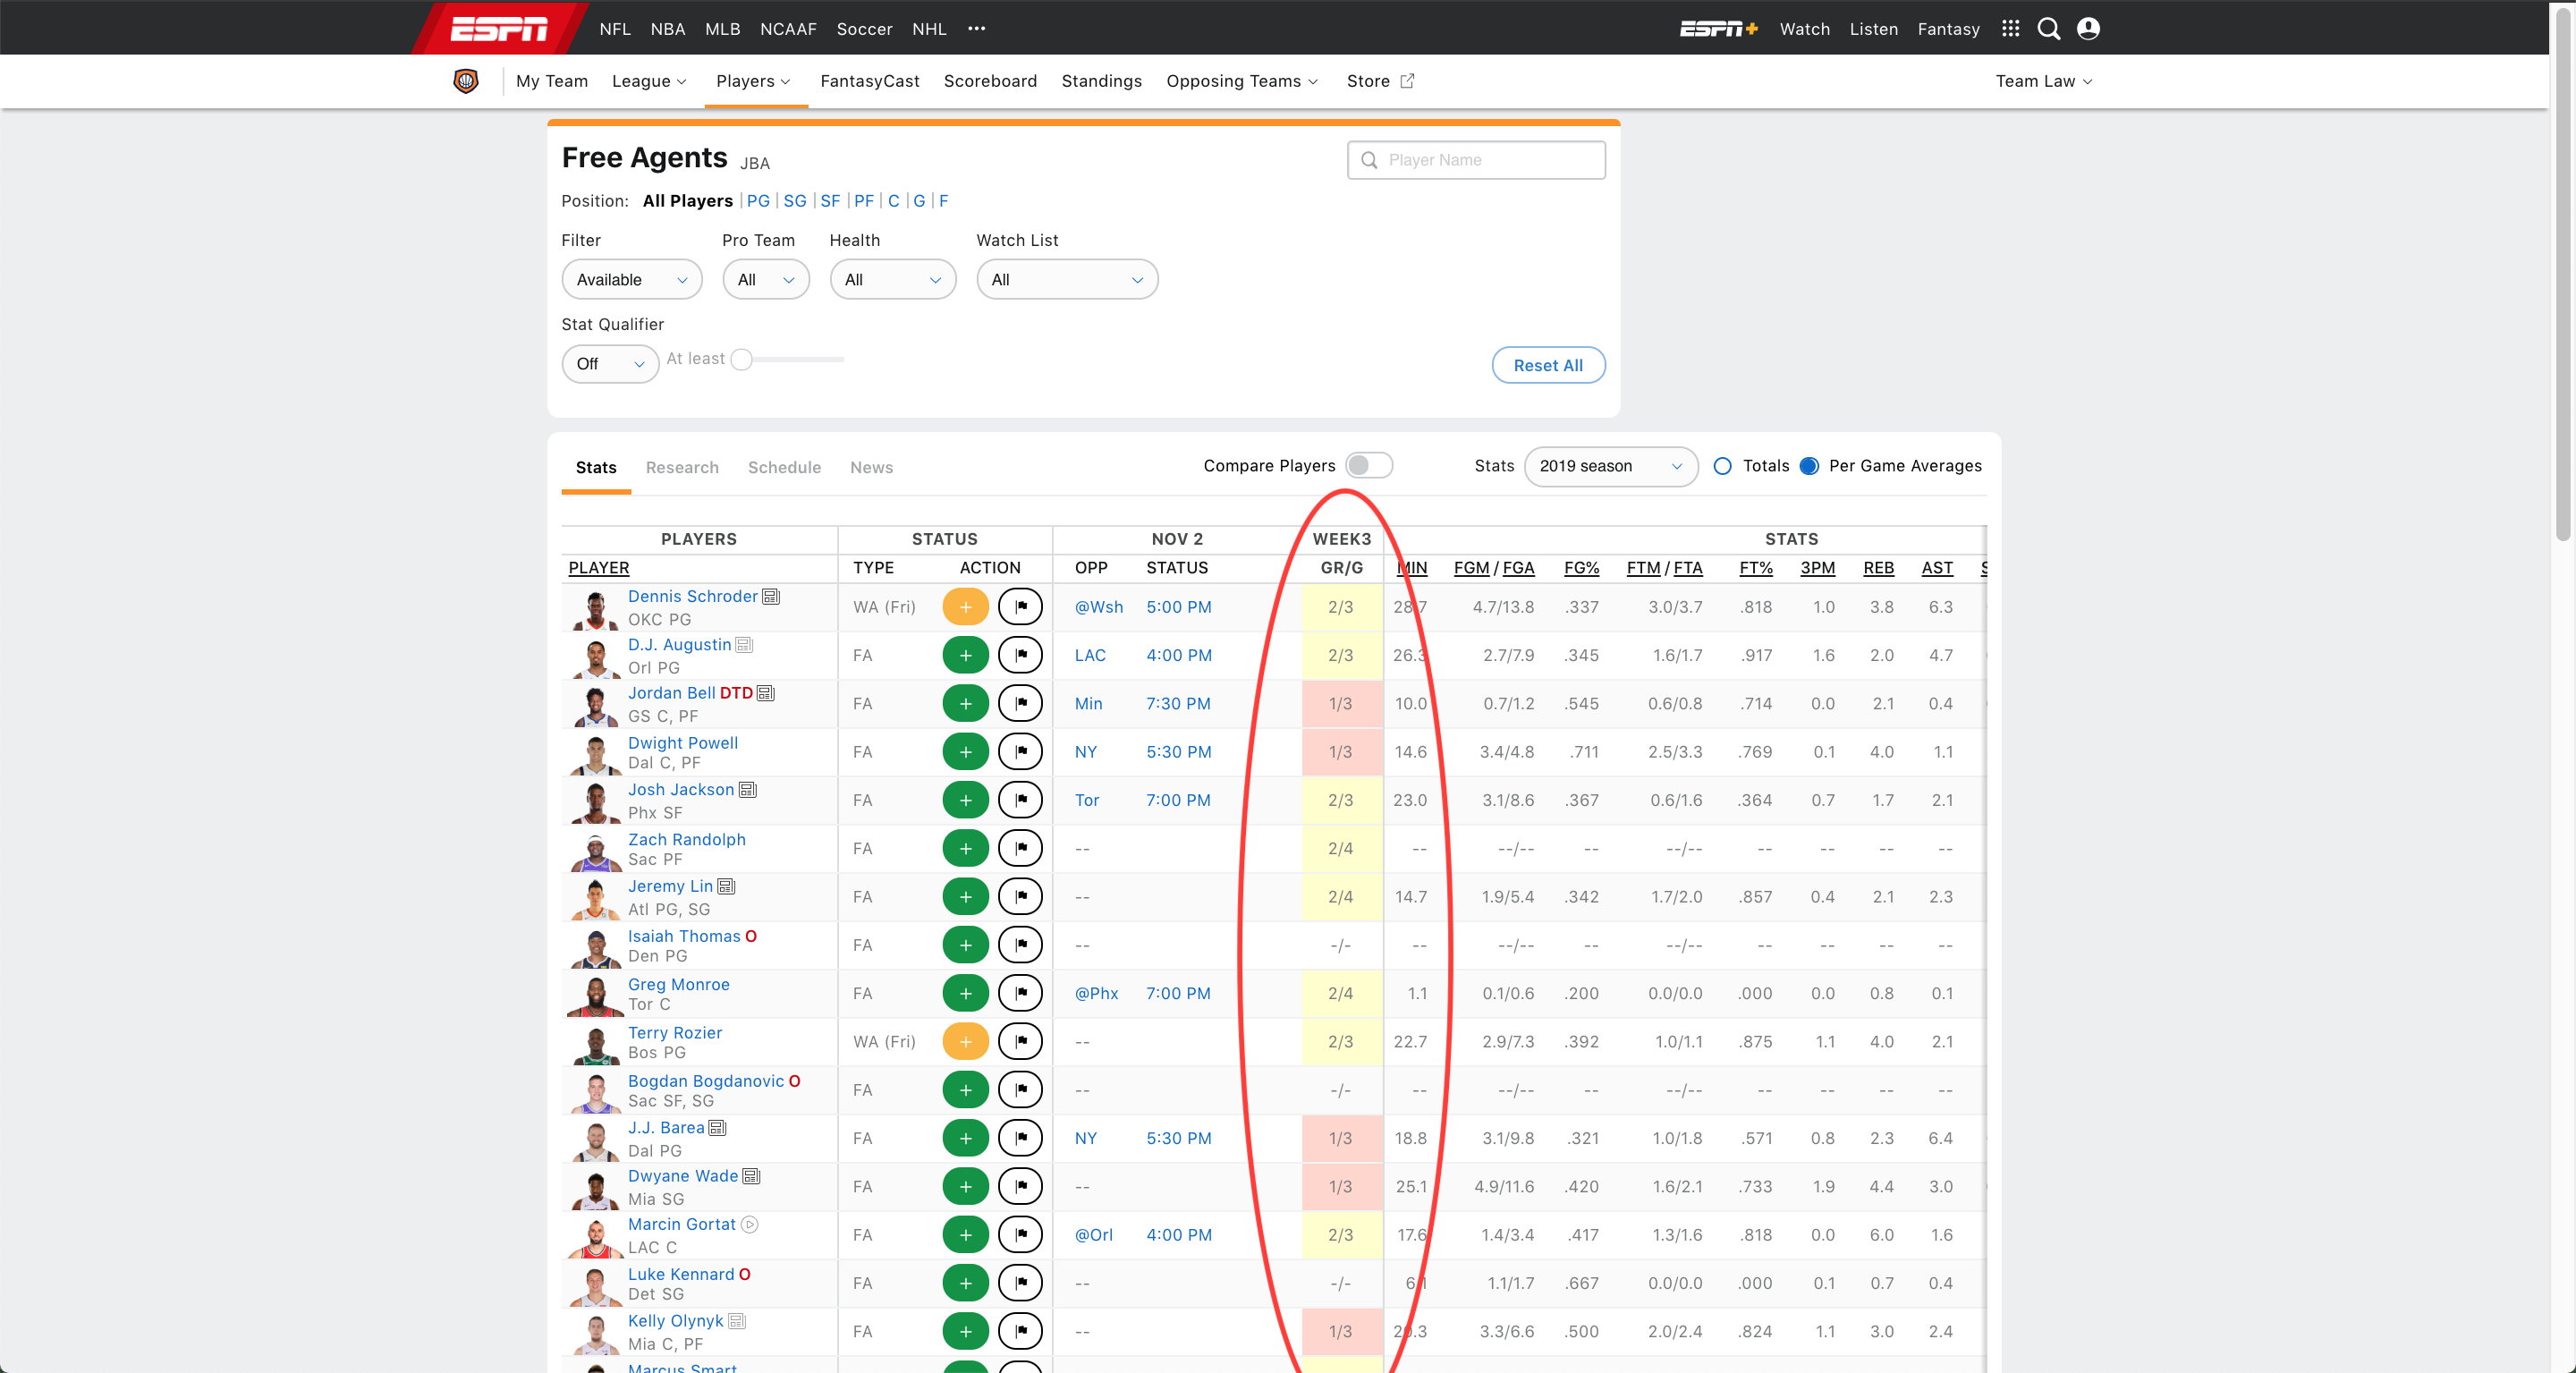 ESPN NFL NBA MLB NCAAF Soccer NHL ESPN+ Watch Listen Fantasy
My Team League Players FantasyCast Scoreboard Standings Opposing Teams Store Team Law
Free Agents JBA Player Name
Position: All Players | PG | SG | SF | PF | C | G | F
Filter Pro Team Health Watch List
Available All All All
Stat Qualifier
Off At least Reset All
Stats Research Schedule News Compare Players Stats 2019 season Totals Per Game Averages
PLAYERS STATUS NOV 2 WEEK3 STATS
PLAYER TYPE ACTION OPP STATUS GR/G MIN FGM / FGA FG% FTM / FTA FT% 3PM REB AST
Dennis Schroder
OKC PG
WA (Fri) @Wsh 5:00 PM 2/3 28.7 4.7/13.8 .337 3.0/3.7 .818 1.0 3.8 6.3
D.J. Augustin
Orl PG
FA LAC 4:00 PM 2/3 26.3 2.7/7.9 .345 1.6/1.7 .917 1.6 2.0 4.7
Jordan Bell DTD
GS C, PF
FA Min 7:30 PM 1/3 10.0 0.7/1.2 .545 0.6/0.8 .714 0.0 2.1 0.4
Dwight Powell
Dal C, PF
FA NY 5:30 PM 1/3 14.6 3.4/4.8 .711 2.5/3.3 .769 0.1 4.0 1.1
Josh Jackson
Phx SF
FA Tor 7:00 PM 2/3 23.0 3.1/8.6 .367 0.6/1.6 .364 0.7 1.7 2.1
Zach Randolph
Sac PF
FA -- 2/4 -- --/-- -- --/-- -- -- -- --
Jeremy Lin
Atl PG, SG
FA -- 2/4 14.7 1.9/5.4 .342 1.7/2.0 .857 0.4 2.1 2.3
Isaiah Thomas O
Den PG
FA -- -/- -- --/-- -- --/-- -- -- -- --
Greg Monroe
Tor C
FA @Phx 7:00 PM 2/4 1.1 0.1/0.6 .200 0.0/0.0 .000 0.0 0.8 0.1
Terry Rozier
Bos PG
WA (Fri) -- 2/3 22.7 2.9/7.3 .392 1.0/1.1 .875 1.1 4.0 2.1
Bogdan Bogdanovic O
Sac SF, SG
FA -- -/- -- --/-- -- --/-- -- -- -- --
J.J. Barea
Dal PG
FA NY 5:30 PM 1/3 18.8 3.1/9.8 .321 1.0/1.8 .571 0.8 2.3 6.4
Dwyane Wade
Mia SG
FA -- 1/3 25.1 4.9/11.6 .420 1.6/2.1 .733 1.9 4.4 3.0
Marcin Gortat
LAC C
FA @Orl 4:00 PM 2/3 17.6 1.4/3.4 .417 1.3/1.6 .818 0.0 6.0 1.6
Luke Kennard O
Det SG
FA -- -/- 6.1 1.1/1.7 .667 0.0/0.0 .000 0.1 0.7 0.4
Kelly Olynyk
Mia C, PF
FA -- 1/3 20.3 3.3/6.6 .500 2.0/2.4 .824 1.1 3.0 2.4
Marcus Smart